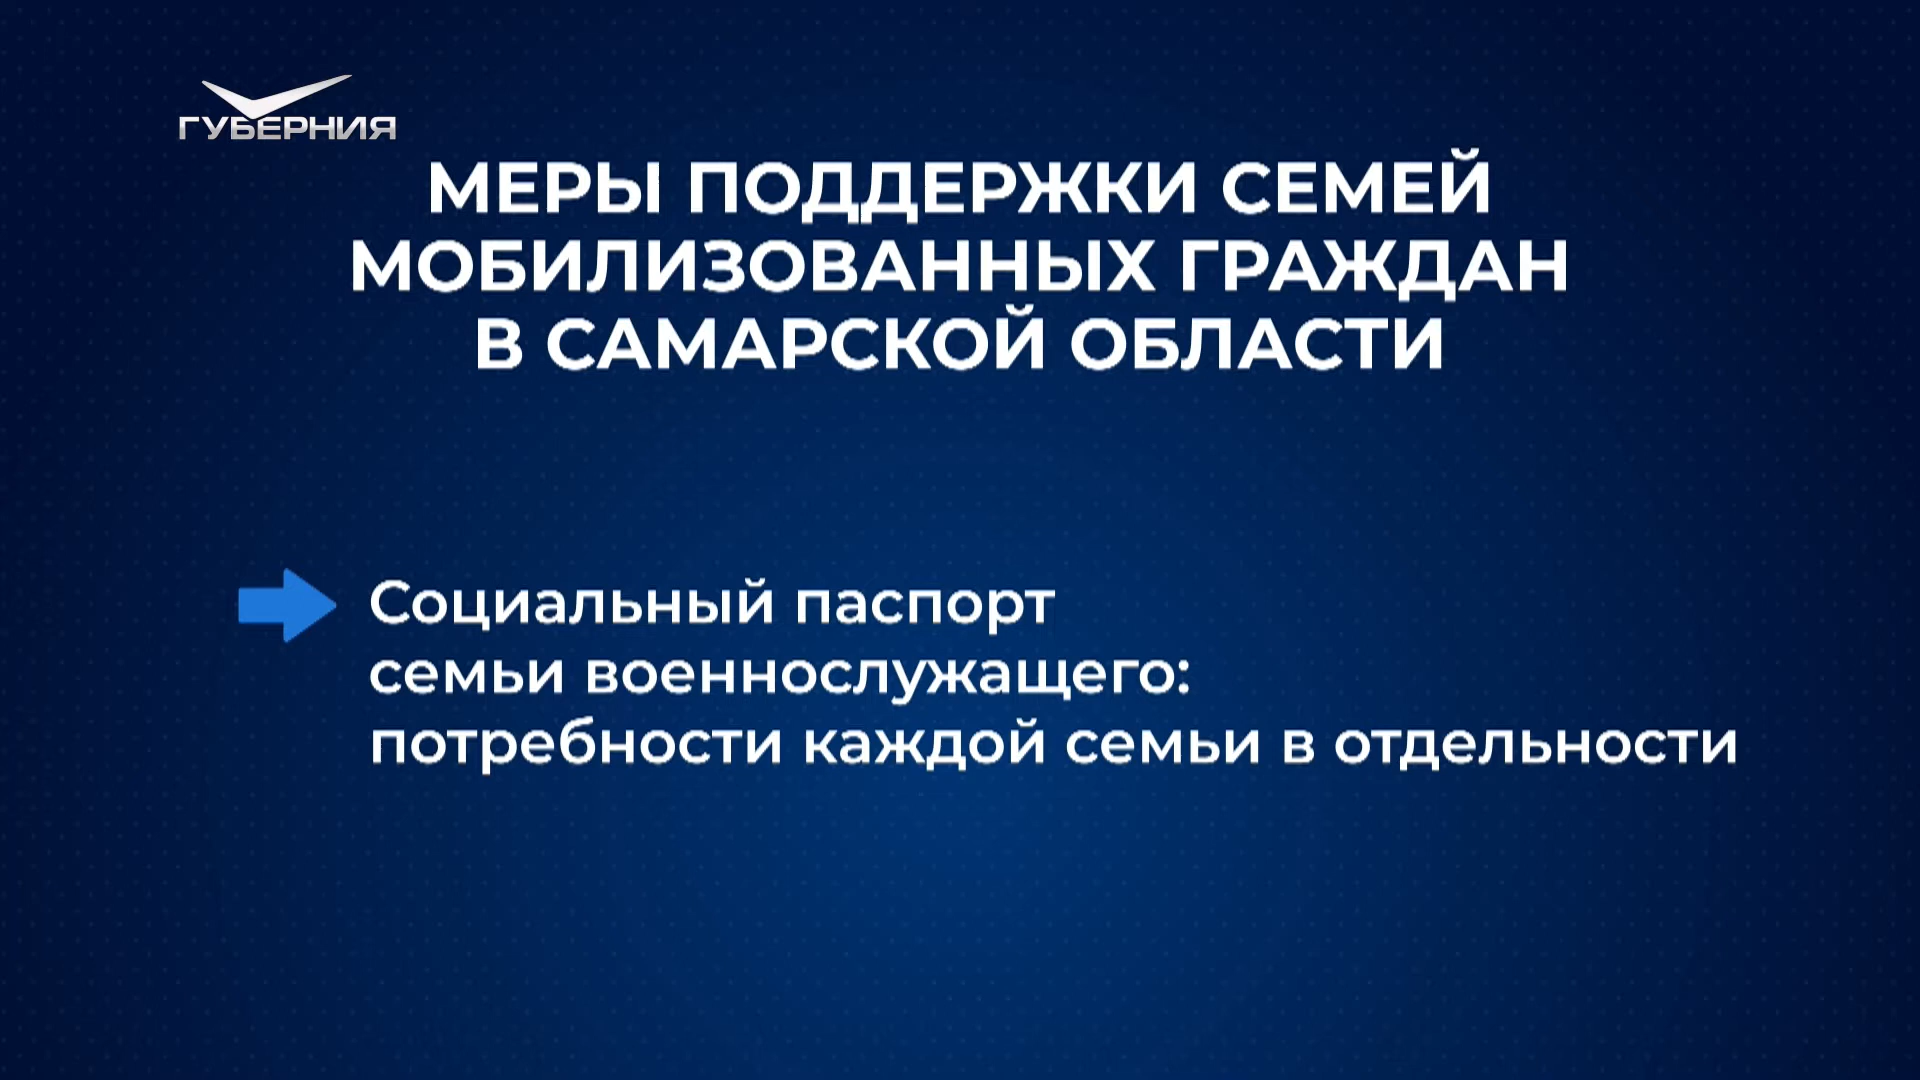 ГУБЕРНИЯ
МЕРЫ ПОДДЕРЖКИ СЕМЕЙ
МОБИЛИЗОВАННЫХ ГРАЖДАН
В САМАРСКОЙ ОБЛАСТИ
Социальный паспорт
семьи военнослужащего:
потребности каждой семьи в отдельности